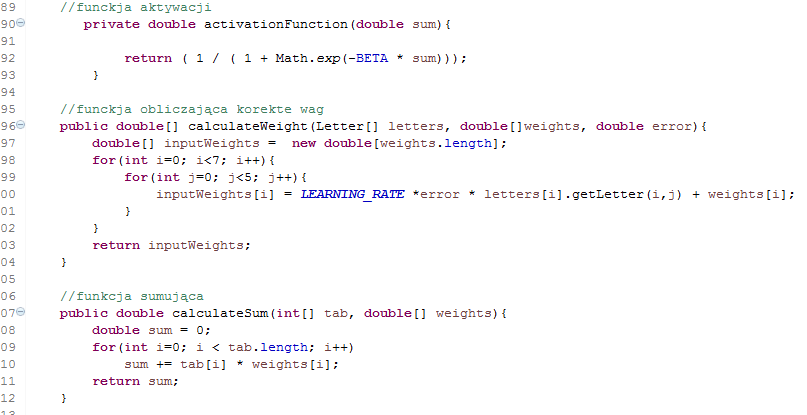 89 //funckja aktywacji
90 private double activationFunction(double sum){
91
92 return ( 1 / ( 1 + Math.exp(-BETA * sum)));
93 }
94
95 //funckja obliczająca korekte wag
96 public double[] calculateWeight(Letter[] letters, double[]weights, double error){
97 double[] inputWeights = new double[weights.length];
98 for(int i=0; i<7; i++){
99 for(int j=0; j<5; j++){
00 inputWeights[i] = LEARNING_RATE *error * letters[i].getLetter(i,j) + weights[i];
01 }
02 }
03 return inputWeights;
04 }
05
06 //funkcja sumująca
07 public double calculateSum(int[] tab, double[] weights){
08 double sum = 0;
09 for(int i=0; i < tab.length; i++)
10 sum += tab[i] * weights[i];
11 return sum;
12 }